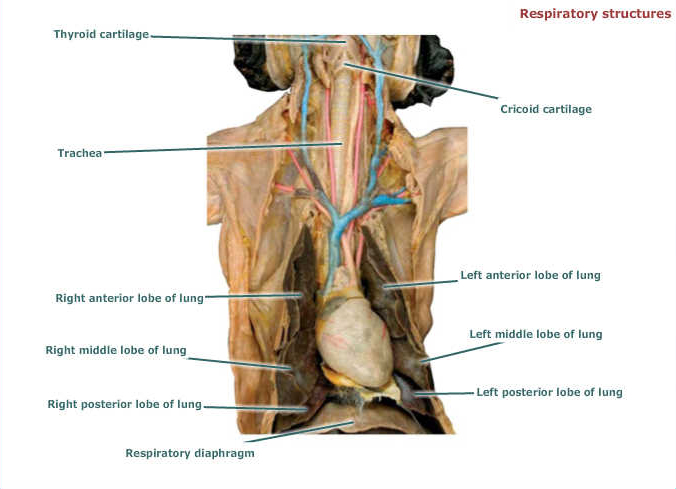 Respiratory structures
Thyroid cartilage
Cricoid cartilage
Trachea
Left anterior lobe of lung
Right anterior lobe of lung
Left middle lobe of lung
Right middle lobe of lung
Left posterior lobe of lung
Right posterior lobe of lung
Respiratory diaphragm